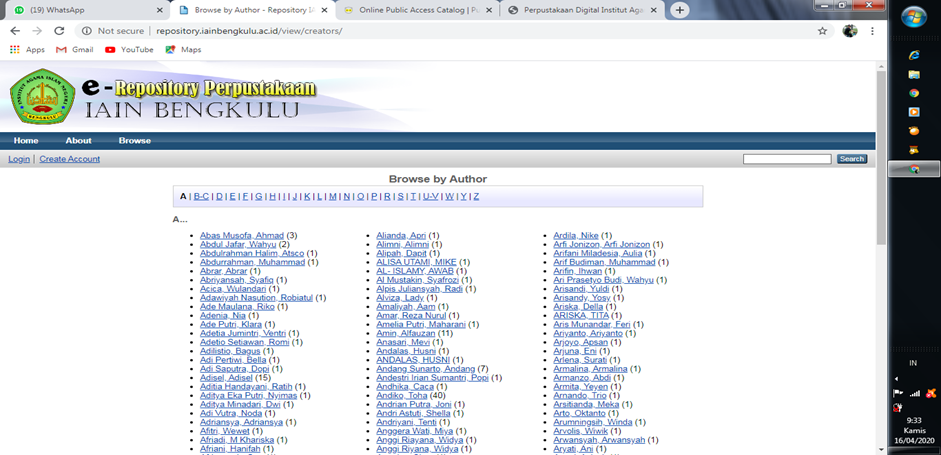 (19) WhatsApp
Browse by Author - Repository IA
Online Public Access Catalog | Pu
Perpustakaan Digital Institut Aga
Not secure | repository.iainbengkulu.ac.id/view/creators/
Apps Gmail YouTube Maps
INSTITUT AGAMA ISLAM NEGERI
BENGKULU
e - Repository Perpustakaan
IAIN BENGKULU
Home About Browse
Login | Create Account
Search
Browse by Author
A | B-C | D | E | F | G | H | I | J | K | L | M | N | O | P | R | S | T | U-V | W | Y | Z
A...
Abas Musofa, Ahmad (3)
Abdul Jafar, Wahyu (2)
Abdulrahman Halim, Atsco (1)
Abdurrahman, Muhammad (1)
Abrar, Abrar (1)
Abriyansah, Syafiq (1)
Acica, Wulandari (1)
Adawiyah Nasution, Robiatul (1)
Ade Maulana, Riko (1)
Adenia, Nia (1)
Ade Putri, Klara (1)
Adetia Jumintri, Ventri (1)
Adetio Setiawan, Romi (1)
Adilistio, Bagus (1)
Adi Pertiwi, Bella (1)
Adi Saputra, Dopi (1)
Adisel, Adisel (15)
Aditia Handayani, Ratih (1)
Aditya Eka Putri, Nyimas (1)
Aditya Minadari, Dwi (1)
Adi Vutra, Noda (1)
Adriansya, Adriansya (1)
Afitri, Wewet (1)
Afriadi, M Khariska (1)
Afriani, Hanifah (1)
Alianda, Apri (1)
Alimni, Alimni (1)
Alipah, Dapit (1)
ALISA UTAMI, MIKE (1)
AL- ISLAMY, AWAB (1)
Al Mustakin, Syafrozi (1)
Alpis Juliansyah, Radi (1)
Alviza, Lady (1)
Amaliyah, Aam (1)
Amar, Reza Nurul (1)
Amelia Putri, Maharani (1)
Amin, Alfauzan (11)
Anasari, Mevi (1)
Andalas, Husni (1)
ANDALAS, HUSNI (1)
Andang Sunarto, Andang (7)
Andestri Irian Sumantri, Popi (1)
Andhika, Caca (1)
Andiko, Toha (40)
Andrian Putra, Joni (1)
Andri Astuti, Shella (1)
Andriyani, Tenti (1)
Anggera Wati, Miya (1)
Anggi Riayana, Widya (1)
Anggi Riyana, Widya (1)
Ardila, Nike (1)
Arfi Jonizon, Arfi Jonizon (1)
Arifani Miladesia, Aulia (1)
Arif Budiman, Muhammad (1)
Arifin, Ihwan (1)
Ari Prasetyo Budi, Wahyu (1)
Arisandi, Yuldi (1)
Arisandy, Yosy (1)
Ariska, Della (1)
ARISKA, TITA (1)
Aris Munandar, Feri (1)
Ariyanto, Ariyanto (1)
Arjoyo, Apsan (1)
Arjuna, Eni (1)
Arlena, Surati (1)
Armalina, Armalina (1)
Armanzo, Abdi (1)
Armita, Yeyen (1)
Arnando, Trio (1)
Arsitianda, Meka (1)
Arto, Oktanto (1)
Arumningsih, Winda (1)
Arvolis, Wiwik (1)
Arwansyah, Arwansyah (1)
Aryati, Ani (1)
IN
9:33
Kamis
16/04/2020